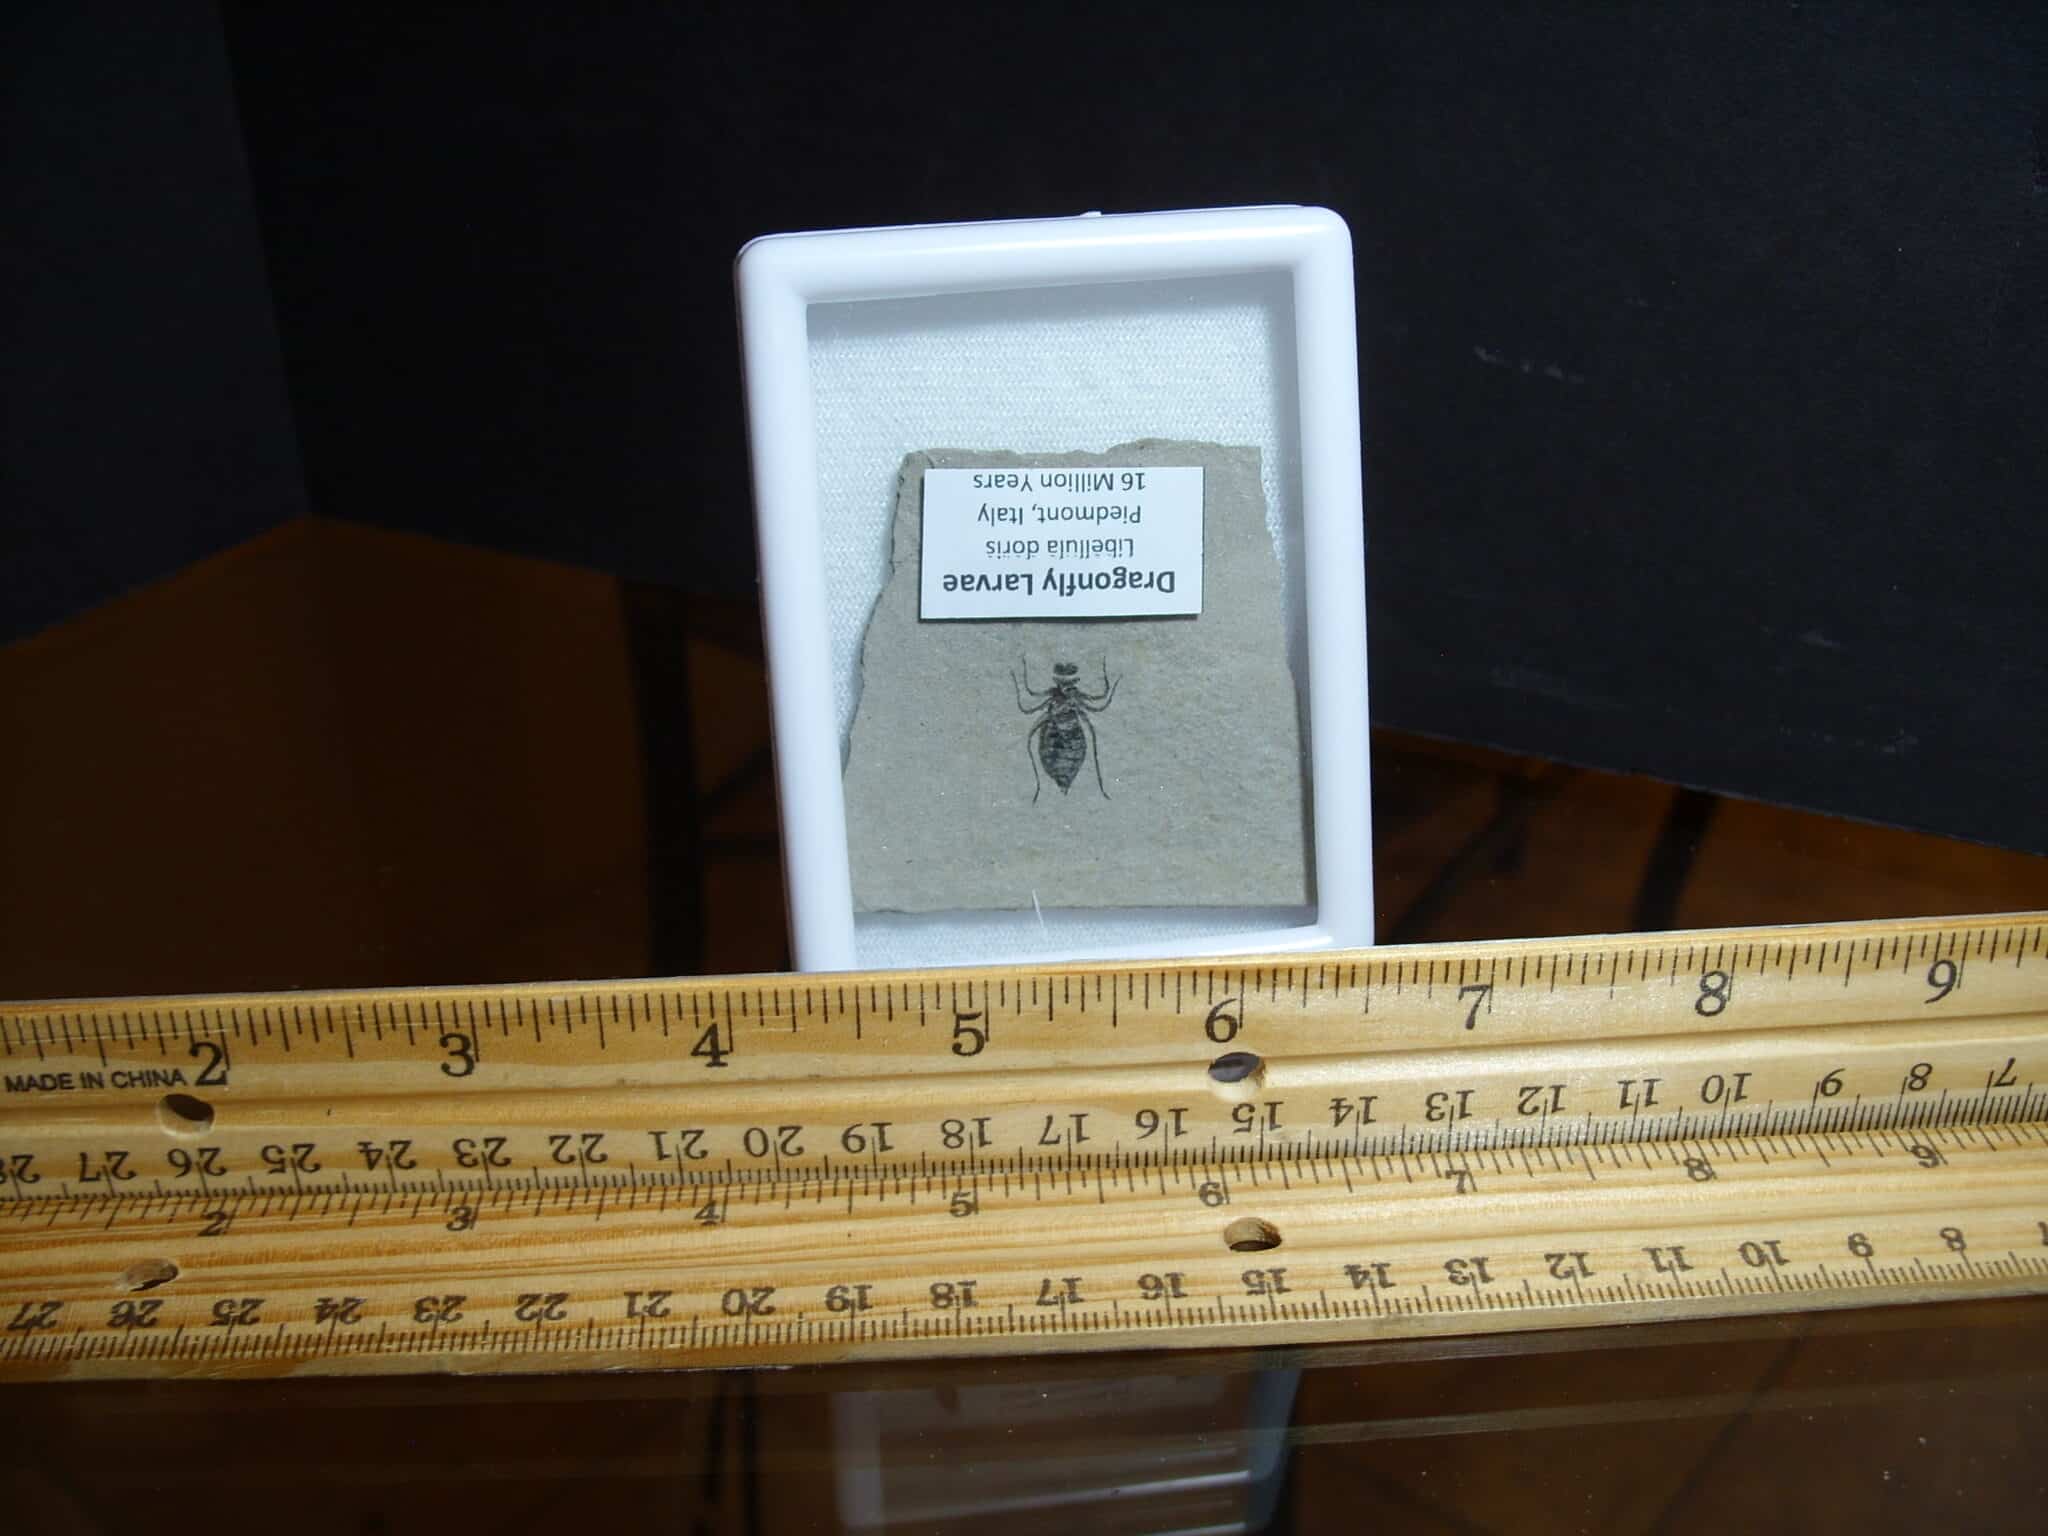 Dragonfly Larvae
Libellula doris
Piedmont, Italy
16 Million Years
2 3 4 5 6 7 8 9
MADE IN CHINA
28 27 26 25 24 23 22 21 20 19 18 17 16 15 14 13 12 11 10 9 8 7
2 3 4 5 6 7 8 9
27 26 25 24 23 22 21 20 19 18 17 16 15 14 13 12 11 10 9 8 7